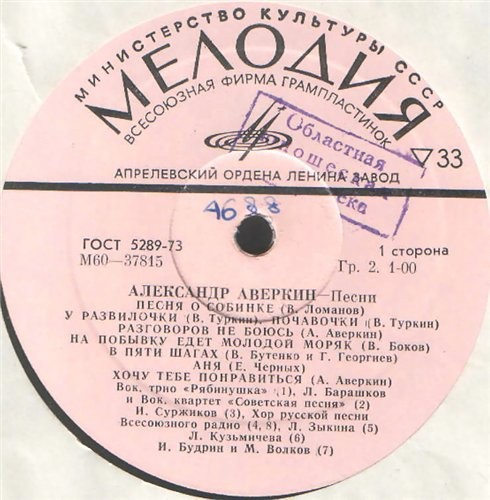 МИНИСТЕРСТВО КУЛЬТУРЫ СССР
МЕЛОДИЯ
ВСЕСОЮЗНАЯ ФИРМА ГРАМПЛАСТИНОК
Областная
33
АПРЕЛЕВСКИЙ ОРДЕНА ЛЕНИНА ЗАВОД
А688
ГОСТ 5289-73
М60—37815
1 сторона
Гр. 2. 1-00
АЛЕКСАНДР АВЕРКИН—Песни
ПЕСНЯ О СОБИНКЕ (В. Ломанов)
У РАЗВИЛОЧКИ (В. Туркин), ПОЧАВОЧКИ (В. Туркин)
РАЗГОВОРОВ НЕ БОЮСЬ (А. Аверкин)
НА ПОБЫВКУ ЕДЕТ МОЛОДОЙ МОРЯК (В. Боков)
В ПЯТИ ШАГАХ (В. Бутенко и Г. Георгиев)
АНЯ (Е. Черных)
ХОЧУ ТЕБЕ ПОНРАВИТЬСЯ (А. Аверкин)
Вок. трио «Рябинушка» (1), Л. Барашков
и Вок. квартет «Советская песня» (2)
И. Суржиков (3), Хор русской песни
Всесоюзного радио (4, 8), Л. Зыкина (5)
Л. Кузьмичева (6)
И. Будрин и М. Волков (7)